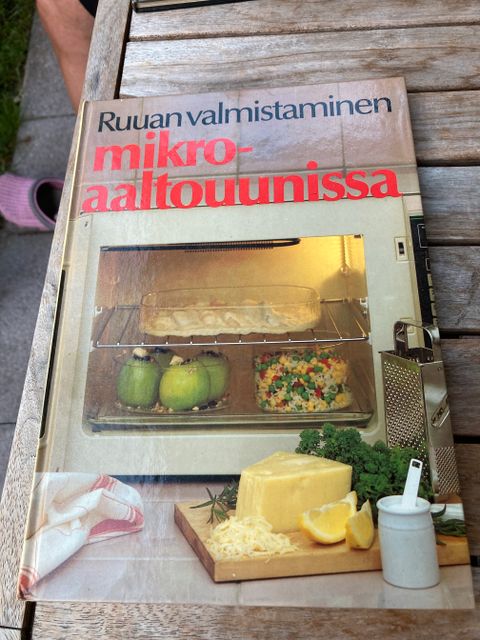 Ruuan valmistaminen
mikro-
aaltouunissa